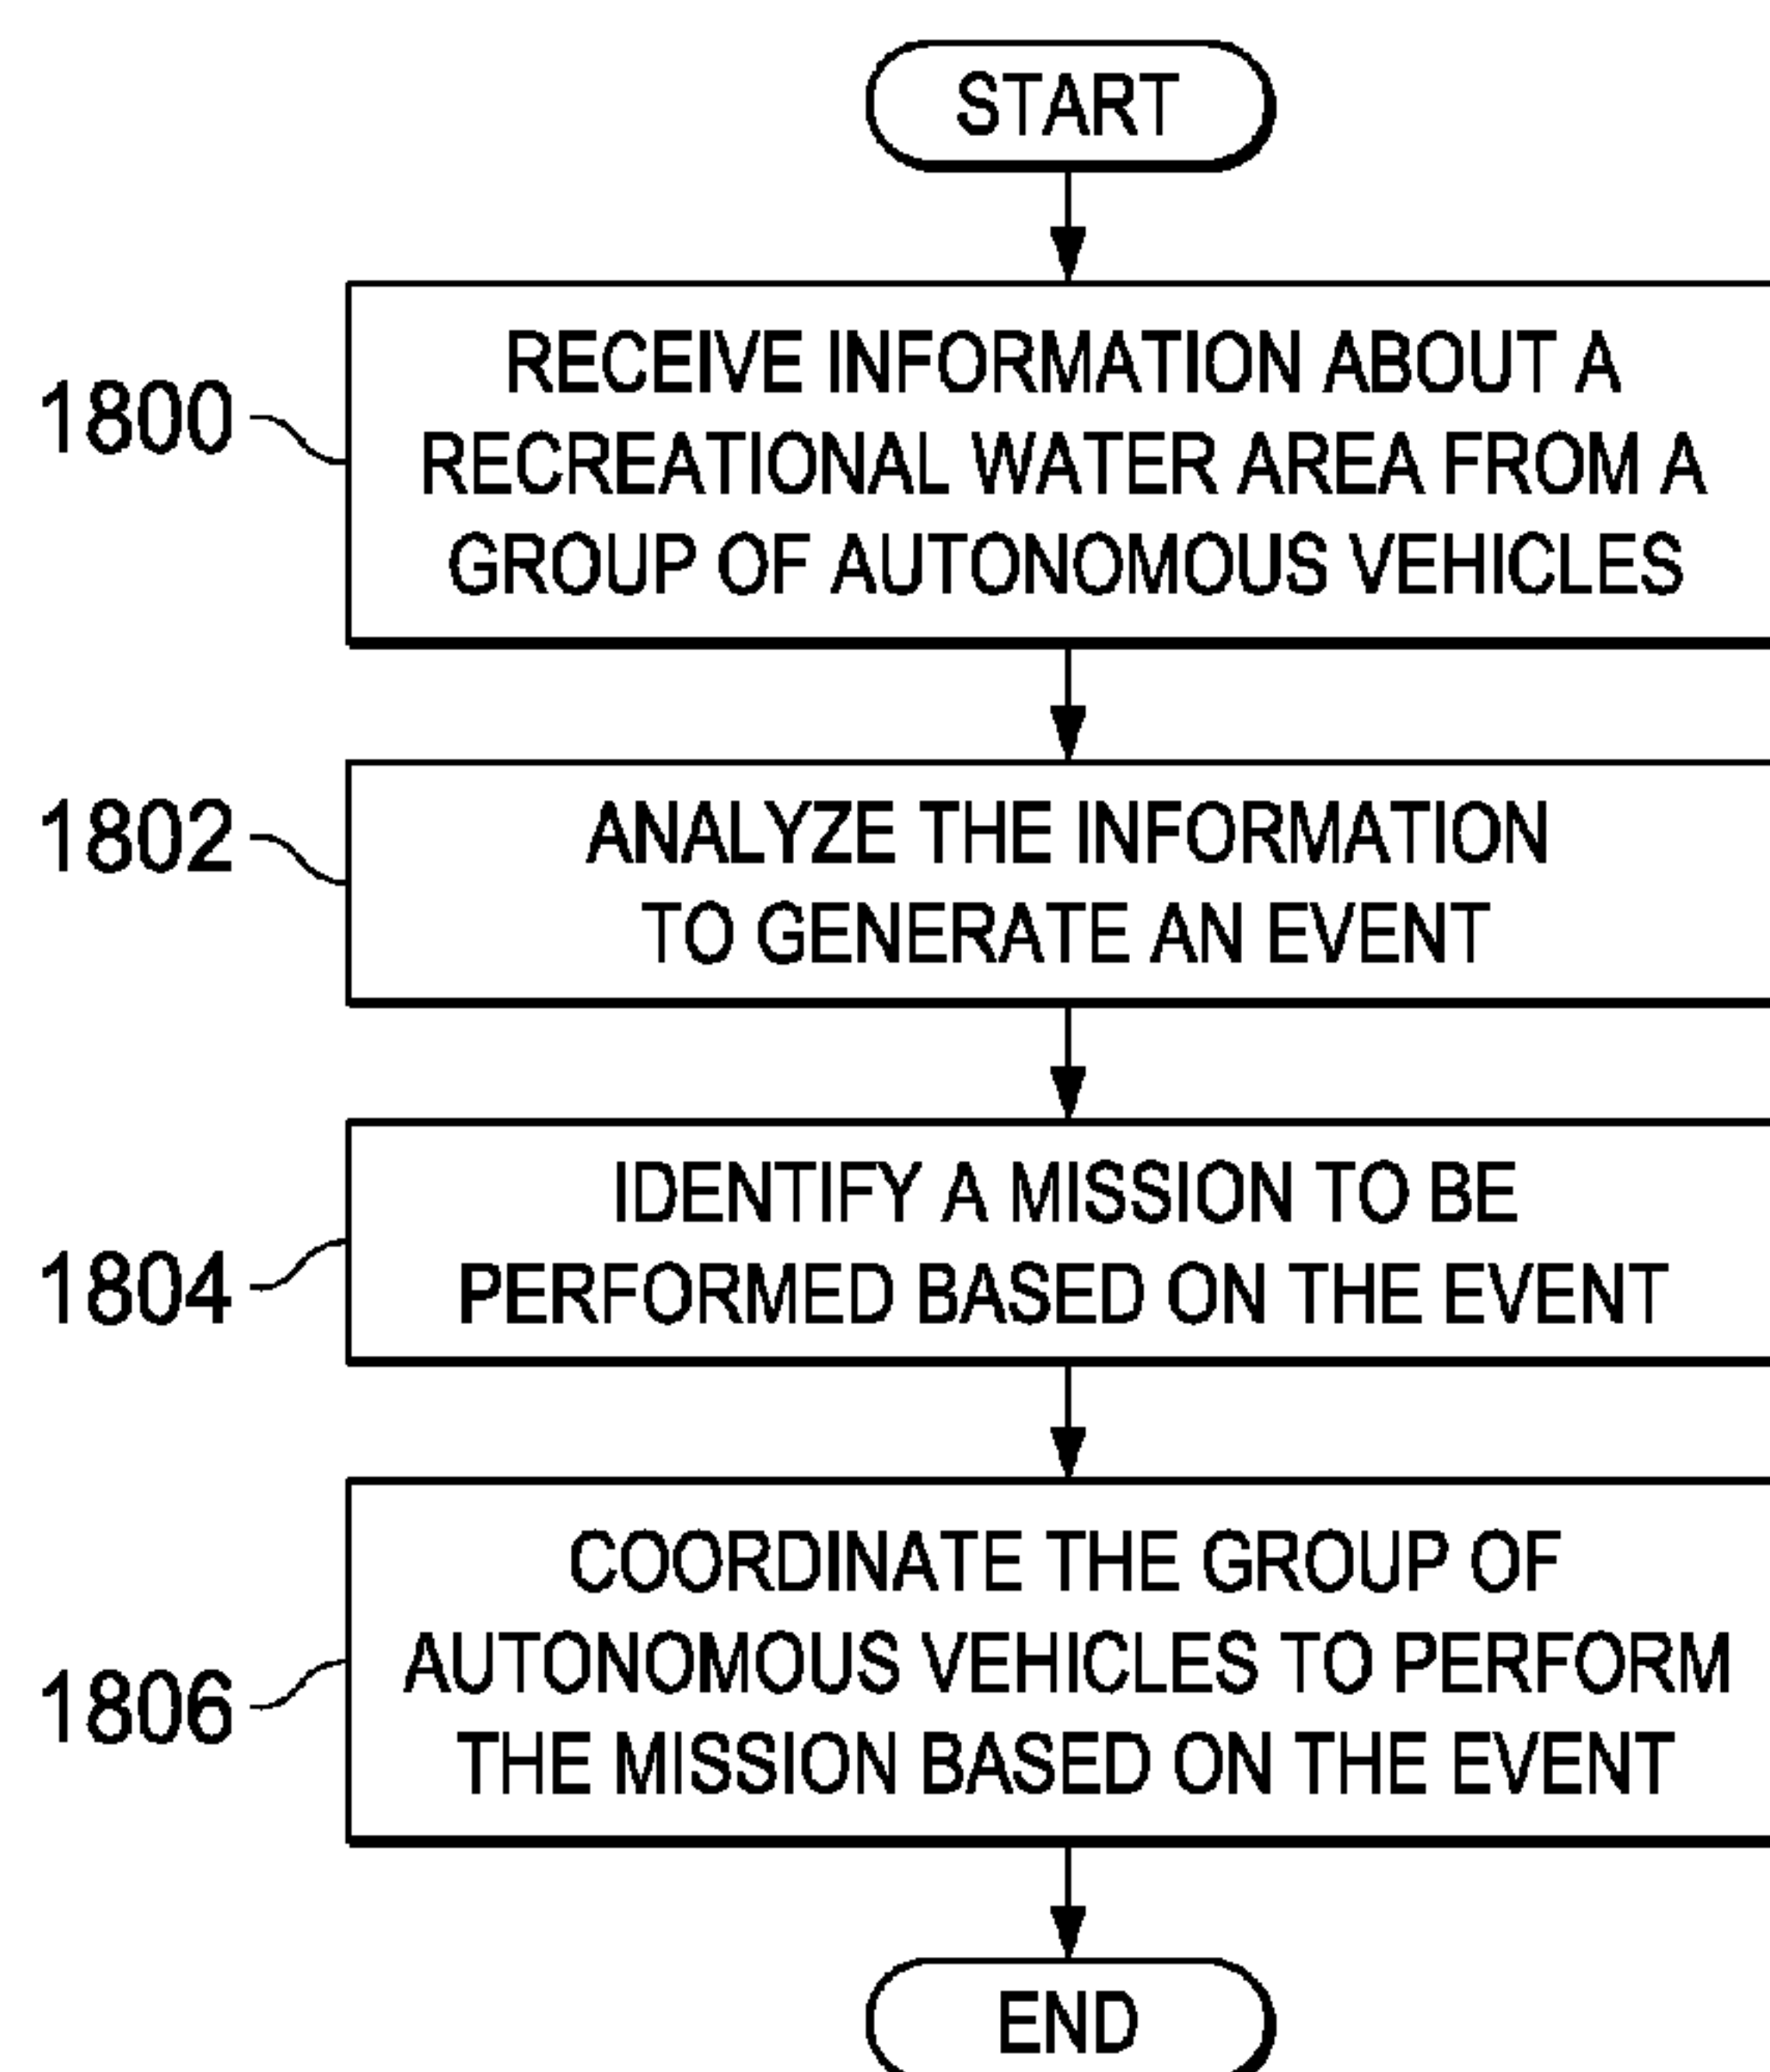 START
1800
RECEIVE INFORMATION ABOUT A
RECREATIONAL WATER AREA FROM A
GROUP OF AUTONOMOUS VEHICLES
1802
ANALYZE THE INFORMATION
TO GENERATE AN EVENT
1804
IDENTIFY A MISSION TO BE
PERFORMED BASED ON THE EVENT
1806
COORDINATE THE GROUP OF
AUTONOMOUS VEHICLES TO PERFORM
THE MISSION BASED ON THE EVENT
END